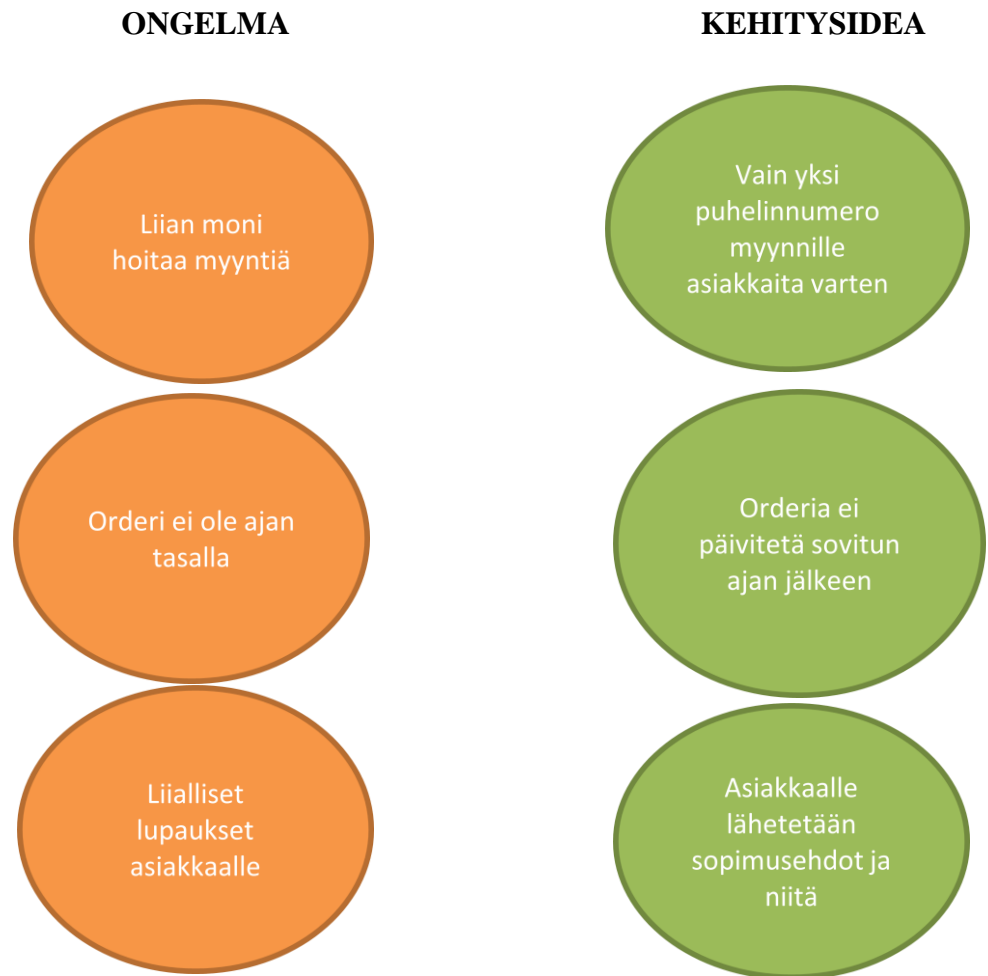 ONGELMA
KEHITYSIDEA
Liian moni
hoitaa myyntiä
Vain yksi
puhelinnumero
myynnille
asiakkaita varten
Orderi ei ole ajan
tasalla
Orderia ei
päivitetä sovitun
ajan jälkeen
Liialliset
lupaukset
asiakkaalle
Asiakkaalle
lähetetään
sopimusehdot ja
niitä